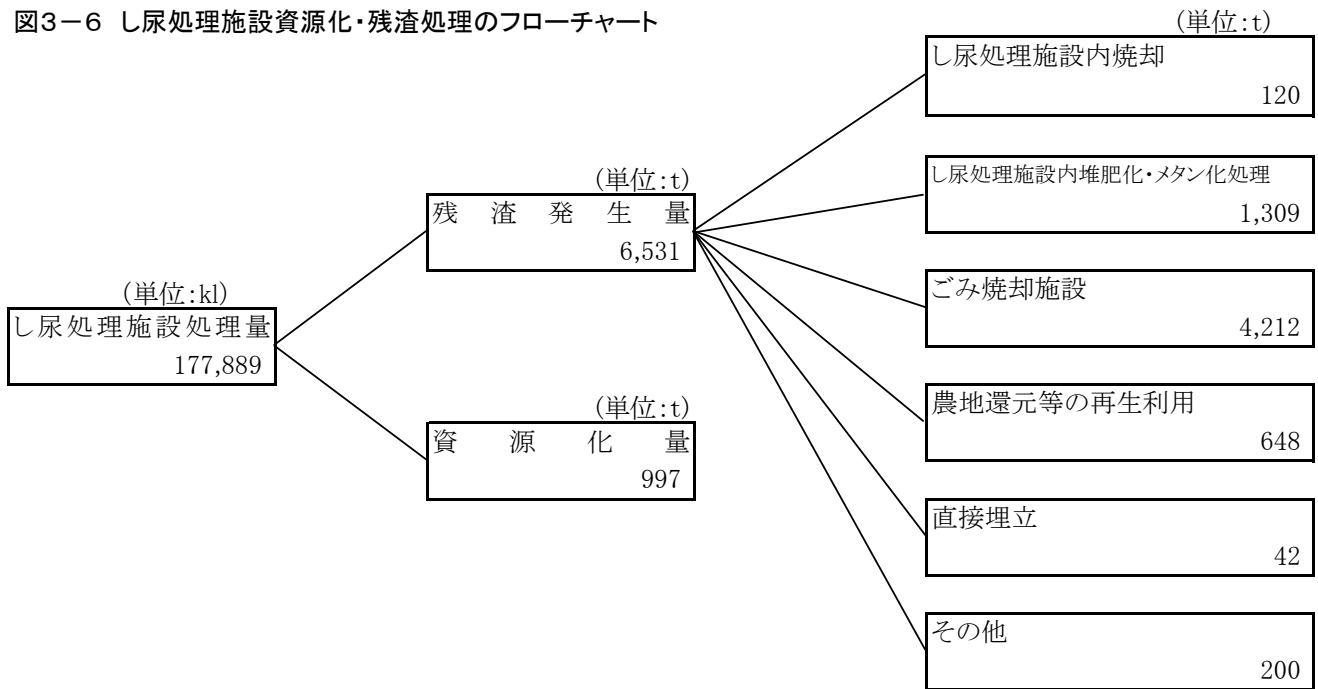 図3-6 し尿処理施設資源化・残渣処理のフローチャート
(単位:kl)
し尿処理施設処理量
177,889
(単位:t)
残渣発生量
6,531
(単位:t)
資源化量
997
(単位:t)
し尿処理施設内焼却
120
し尿処理施設内堆肥化・メタン化処理
1,309
ごみ焼却施設
4,212
農地還元等の再生利用
648
直接埋立
42
その他
200